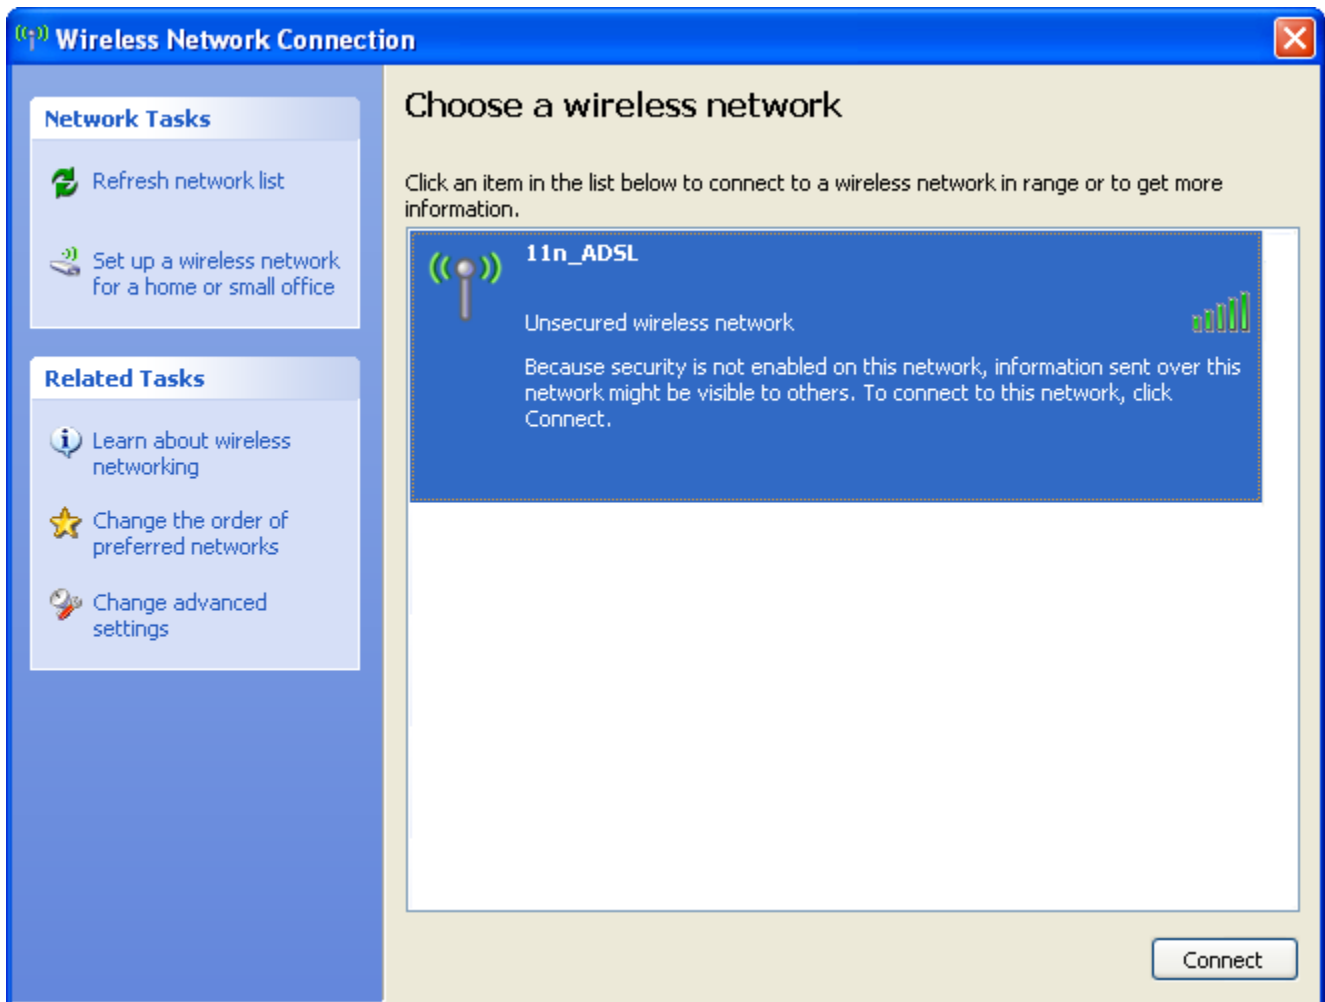 Wireless Network Connection
Network Tasks
Refresh network list
Set up a wireless network
for a home or small office
Related Tasks
Learn about wireless
networking
Change the order of
preferred networks
Change advanced
settings
Choose a wireless network
Click an item in the list below to connect to a wireless network in range or to get more
information.
11n_ADSL
Unsecured wireless network
Because security is not enabled on this network, information sent over this
network might be visible to others. To connect to this network, click
Connect.
Connect